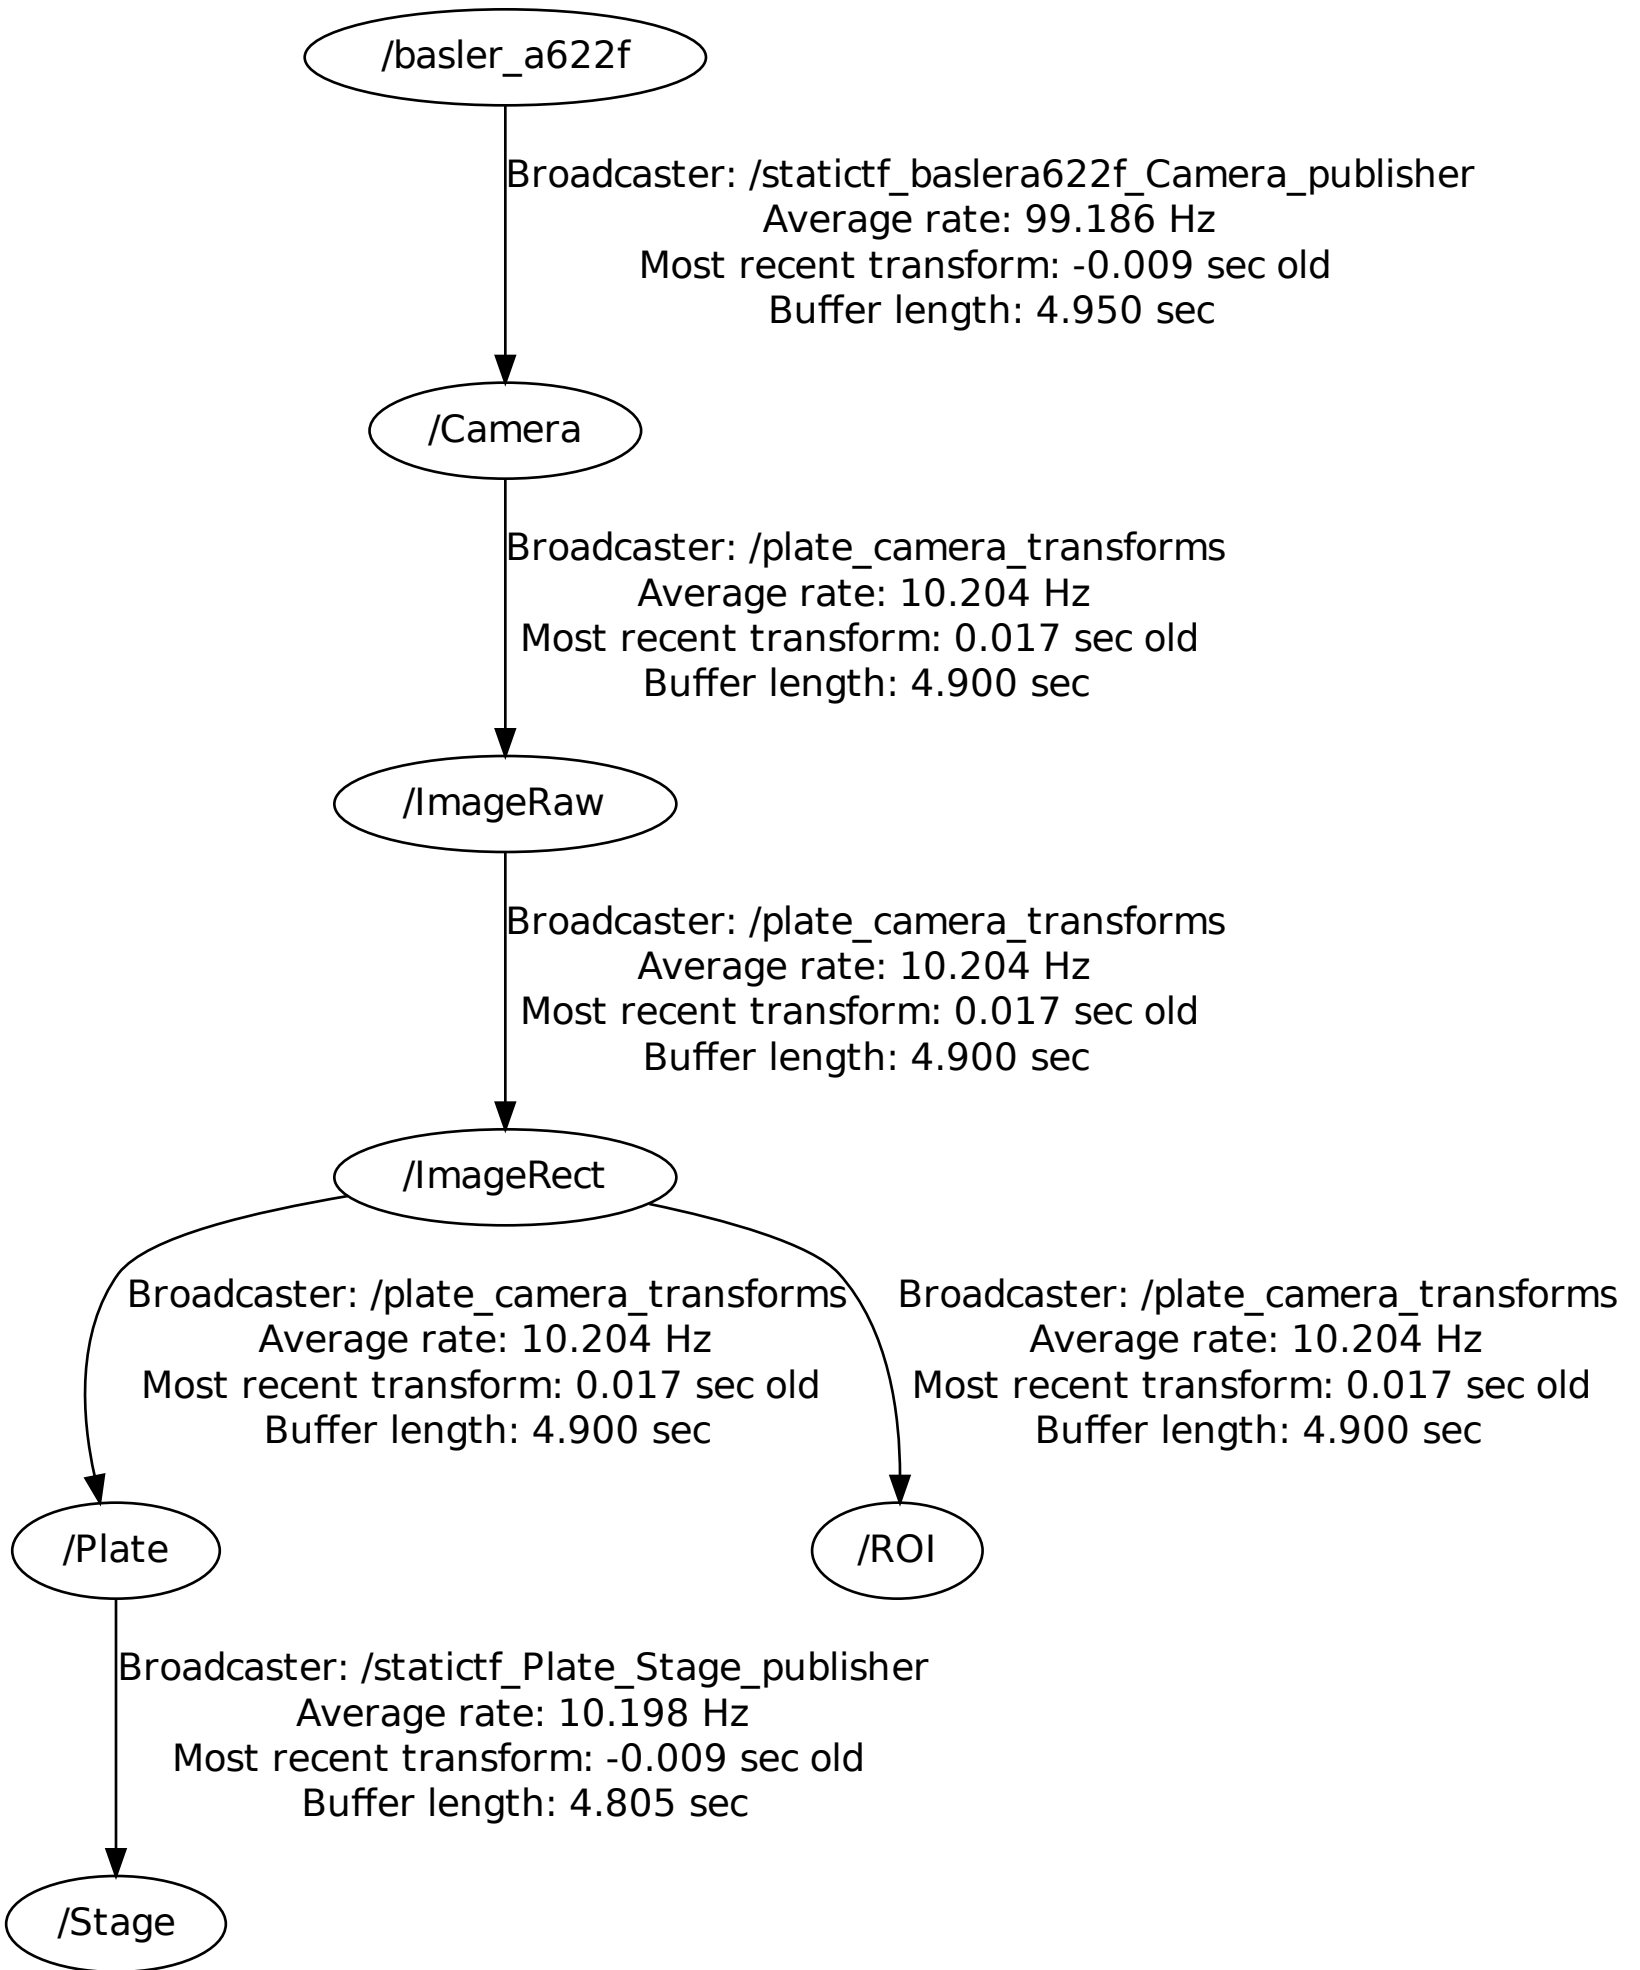 /basler_a622f
Broadcaster: /statictf_baslera622f_Camera_publisher
Average rate: 99.186 Hz
Most recent transform: -0.009 sec old
Buffer length: 4.950 sec
/Camera
Broadcaster: /plate_camera_transforms
Average rate: 10.204 Hz
Most recent transform: 0.017 sec old
Buffer length: 4.900 sec
/ImageRaw
Broadcaster: /plate_camera_transforms
Average rate: 10.204 Hz
Most recent transform: 0.017 sec old
Buffer length: 4.900 sec
/ImageRect
Broadcaster: /plate_camera_transforms
Average rate: 10.204 Hz
Most recent transform: 0.017 sec old
Buffer length: 4.900 sec
Broadcaster: /plate_camera_transforms
Average rate: 10.204 Hz
Most recent transform: 0.017 sec old
Buffer length: 4.900 sec
/Plate
/ROI
Broadcaster: /statictf_Plate_Stage_publisher
Average rate: 10.198 Hz
Most recent transform: -0.009 sec old
Buffer length: 4.805 sec
/Stage